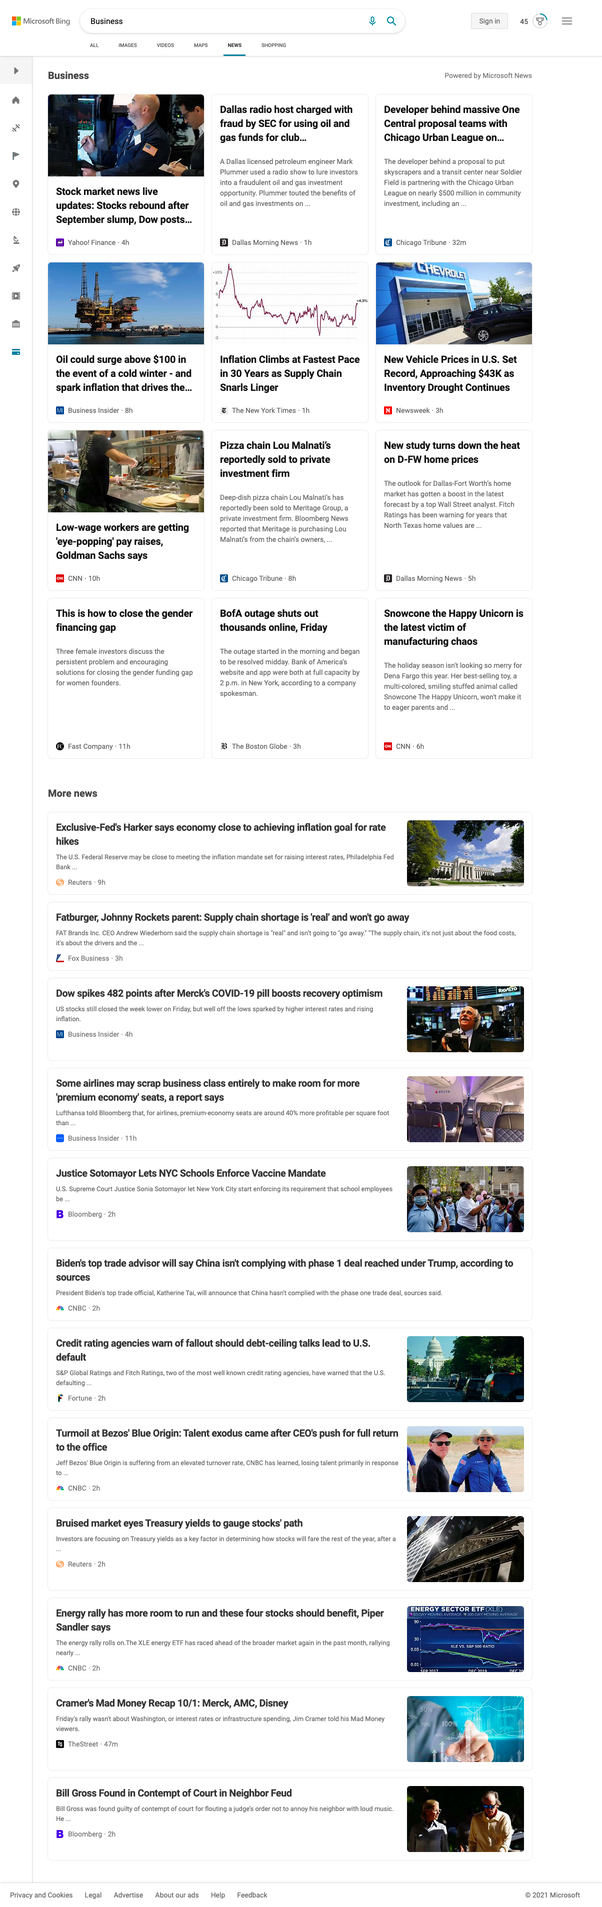 Microsoft Bing
Business
Sign in
45
ALL
IMAGES
VIDEOS
MAPS
NEWS
SHOPPING
Business
Powered by Microsoft News
Stock market news live
updates: Stocks rebound after
September slump, Dow posts...
Yahoo! Finance · 4h
Dallas radio host charged with
fraud by SEC for using oil and
gas funds for club...
A Dallas licensed petroleum engineer Mark
Plummer used a radio show to lure investors
into a fraudulent oil and gas investment
opportunity. Plummer touted the benefits of
oil and gas investments on ...
Dallas Morning News · 1h
Developer behind massive One
Central proposal teams with
Chicago Urban League on...
The developer behind a proposal to put
skyscrapers and a transit center near Soldier
Field is partnering with the Chicago Urban
League on nearly $500 million in community
investment, including an ...
Chicago Tribune · 32m
Oil could surge above $100 in
the event of a cold winter - and
spark inflation that drives the...
Business Insider · 8h
Inflation Climbs at Fastest Pace
in 30 Years as Supply Chain
Snarls Linger
The New York Times · 1h
CHEVROLET
New Vehicle Prices in U.S. Set
Record, Approaching $43K as
Inventory Drought Continues
Newsweek · 3h
Low-wage workers are getting
'eye-popping' pay raises,
Goldman Sachs says
CNN · 10h
Pizza chain Lou Malnati's
reportedly sold to private
investment firm
Deep-dish pizza chain Lou Malnati's has
reportedly been sold to Meritage Group, a
private investment firm. Bloomberg News
reported that Meritage is purchasing Lou
Malnati's from the chain's owners, ...
Chicago Tribune · 8h
New study turns down the heat
on D-FW home prices
The outlook for Dallas-Fort Worth's home
market has gotten a boost in the latest
forecast by a top Wall Street analyst. Fitch
Ratings has been warning for years that
North Texas home values are ...
Dallas Morning News · 5h
This is how to close the gender
financing gap
Three female investors discuss the
persistent problem and encouraging
solutions for closing the gender funding gap
for women founders.
Fast Company · 11h
BofA outage shuts out
thousands online, Friday
The outage started in the morning and began
to be resolved midday. Bank of America's
website and app were both at full capacity by
2 p.m. in New York, according to a company
spokesman.
The Boston Globe · 3h
Snowcone the Happy Unicorn is
the latest victim of
manufacturing chaos
The holiday season isn't looking so merry for
Dena Fargo this year. Her best-selling toy, a
multi-colored, smiling stuffed animal called
Snowcone The Happy Unicorn, won't make it
to eager parents and ...
CNN · 6h
More news
Exclusive-Fed's Harker says economy close to achieving inflation goal for rate
hikes
The U.S. Federal Reserve may be close to meeting the inflation mandate set for raising interest rates, Philadelphia Fed
Bank ...
Reuters · 9h
Fatburger, Johnny Rockets parent: Supply chain shortage is 'real' and won't go away
FAT Brands Inc. CEO Andrew Wiederhorn said the supply chain shortage is "real" and isn't going to "go away." "The supply chain, it's not just about the food costs,
it's about the drivers and the ...
Fox Business · 3h
Dow spikes 482 points after Merck's COVID-19 pill boosts recovery optimism
US stocks still closed the week lower on Friday, but well off the lows sparked by higher interest rates and rising
inflation.
Business Insider · 4h
Some airlines may scrap business class entirely to make room for more
'premium economy' seats, a report says
Lufthansa told Bloomberg that, for airlines, premium-economy seats are around 40% more profitable per square foot
than ...
Business Insider · 11h
Justice Sotomayor Lets NYC Schools Enforce Vaccine Mandate
U.S. Supreme Court Justice Sonia Sotomayor let New York City start enforcing its requirement that school employees
be ...
Bloomberg · 2h
Biden's top trade advisor will say China isn't complying with phase 1 deal reached under Trump, according to
sources
President Biden's top trade official, Katherine Tai, will announce that China hasn't complied with the phase one trade deal, sources said.
CNBC · 2h
Credit rating agencies warn of fallout should debt-ceiling talks lead to U.S.
default
S&P Global Ratings and Fitch Ratings, two of the most well known credit rating agencies, have warned that the U.S.
defaulting ...
Fortune · 2h
Turmoil at Bezos' Blue Origin: Talent exodus came after CEO's push for full return
to the office
Jeff Bezos' Blue Origin is suffering from an elevated turnover rate, CNBC has learned, losing talent primarily in response
to ...
CNBC · 2h
Bruised market eyes Treasury yields to gauge stocks' path
Investors are focusing on Treasury yields as a key factor in determining how stocks will fare the rest of the year, after a
...
Reuters · 2h
Energy rally has more room to run and these four stocks should benefit, Piper
Sandler says
The energy rally rolls on.The XLE energy ETF has raced ahead of the broader market again in the past month, rallying
nearly ...
CNBC · 2h
ENERGY SECTOR ETF (XLE)
XLE VS. S&P 500 RATIO
Cramer's Mad Money Recap 10/1: Merck, AMC, Disney
Friday's rally wasn't about Washington, or interest rates or infrastructure spending, Jim Cramer told his Mad Money
viewers.
TheStreet · 47m
Bill Gross Found in Contempt of Court in Neighbor Feud
Bill Gross was found guilty of contempt of court for flouting a judge's order not to annoy his neighbor with loud music.
He ...
Bloomberg · 2h
Privacy and Cookies
Legal
Advertise
About our ads
Help
Feedback
© 2021 Microsoft